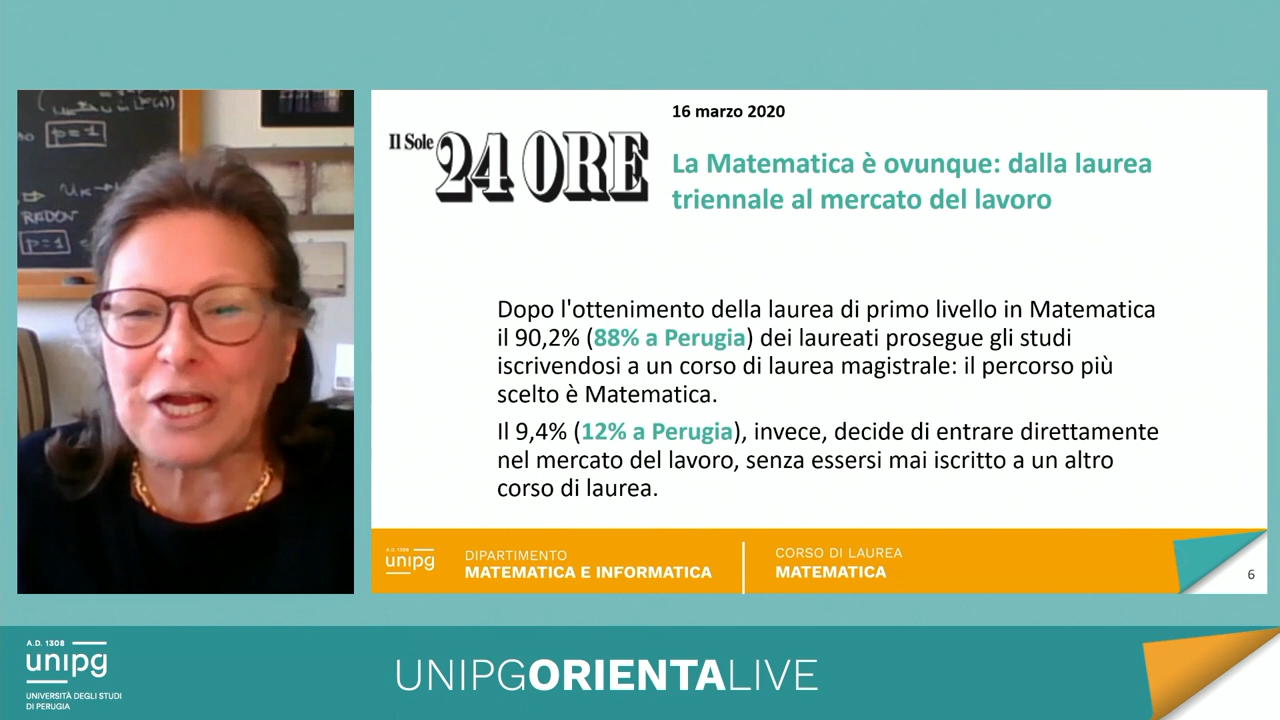 p=1
RADON
p=1
16 marzo 2020
Il Sole
24 ORE
La Matematica è ovunque: dalla laurea
triennale al mercato del lavoro
Dopo l'ottenimento della laurea di primo livello in Matematica
il 90,2% (88% a Perugia) dei laureati prosegue gli studi
iscrivendosi a un corso di laurea magistrale: il percorso più
scelto è Matematica.
Il 9,4% (12% a Perugia), invece, decide di entrare direttamente
nel mercato del lavoro, senza essersi mai iscritto a un altro
corso di laurea.
A.D. 1308
unipg
DIPARTIMENTO
MATEMATICA E INFORMATICA
CORSO DI LAUREA
MATEMATICA
6
A.D. 1308
unipg
UNIVERSITÀ DEGLI STUDI
DI PERUGIA
UNIPGORIENTALIVE